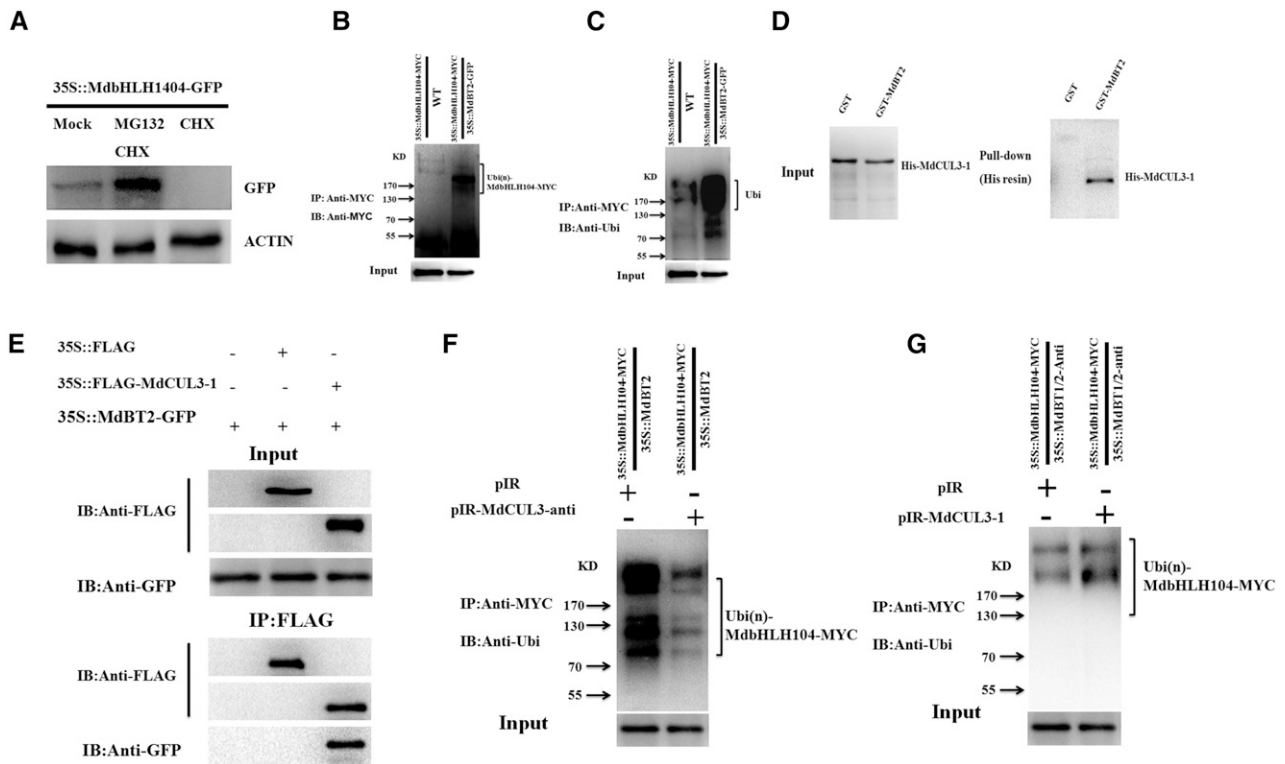 A
35S::MdbHLH1404-GFP
Mock MG132 CHX
CHX
GFP
ACTIN
B
35S::MdbHLH104-MYC
WT
35S::MdbHLH104-MYC
35S::MdBT2-GFP
KD
170
130
70
55
IP: Anti-MYC
IB: Anti-MYC
Ubi(n)-
MdbHLH104-MYC
Input
C
35S::MdbHLH104-MYC
WT
35S::MdbHLH104-MYC
35S::MdBT2-GFP
KD
170
130
70
55
IP:Anti-MYC
IB:Anti-Ubi
Ubi
Input
D
GST
GST-MdBT2
Input
His-MdCUL3-1
GST
GST-MdBT2
Pull-down
(His resin)
His-MdCUL3-1
E
35S::FLAG - + -
35S::FLAG-MdCUL3-1 - - +
35S::MdBT2-GFP + + +
Input
IB:Anti-FLAG
IB:Anti-GFP
IP:FLAG
IB:Anti-FLAG
IB:Anti-GFP
F
35S::MdbHLH104-MYC
35S::MdBT2
35S::MdbHLH104-MYC
35S::MdBT2
pIR + -
pIR-MdCUL3-anti - +
KD
170
130
70
55
IP:Anti-MYC
IB:Anti-Ubi
Ubi(n)-
MdbHLH104-MYC
Input
G
35S::MdbHLH104-MYC
35S::MdBT1/2-Anti
35S::MdbHLH104-MYC
35S::MdBT1/2-anti
pIR + -
pIR-MdCUL3-1 - +
KD
170
130
70
55
IP:Anti-MYC
IB:Anti-Ubi
Ubi(n)-
MdbHLH104-MYC
Input